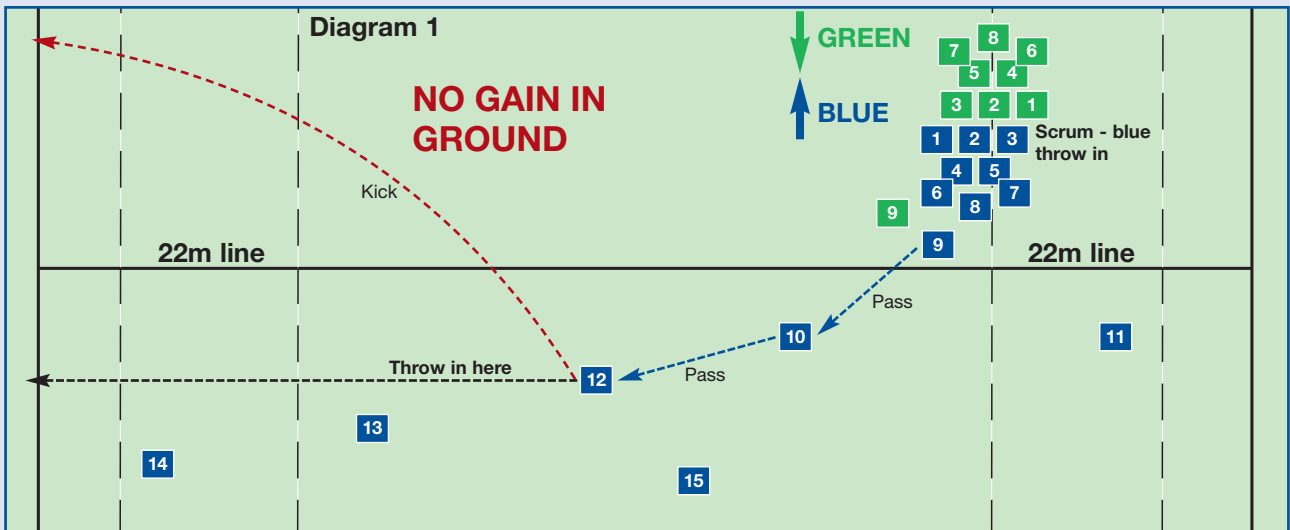 Diagram 1
GREEN
BLUE
NO GAIN IN
GROUND
8
7
6
5
4
3
2
1
1
2
3
Scrum - blue
throw in
4
5
6
7
8
9
9
Kick
22m line
22m line
Pass
10
11
Pass
Throw in here
12
13
14
15